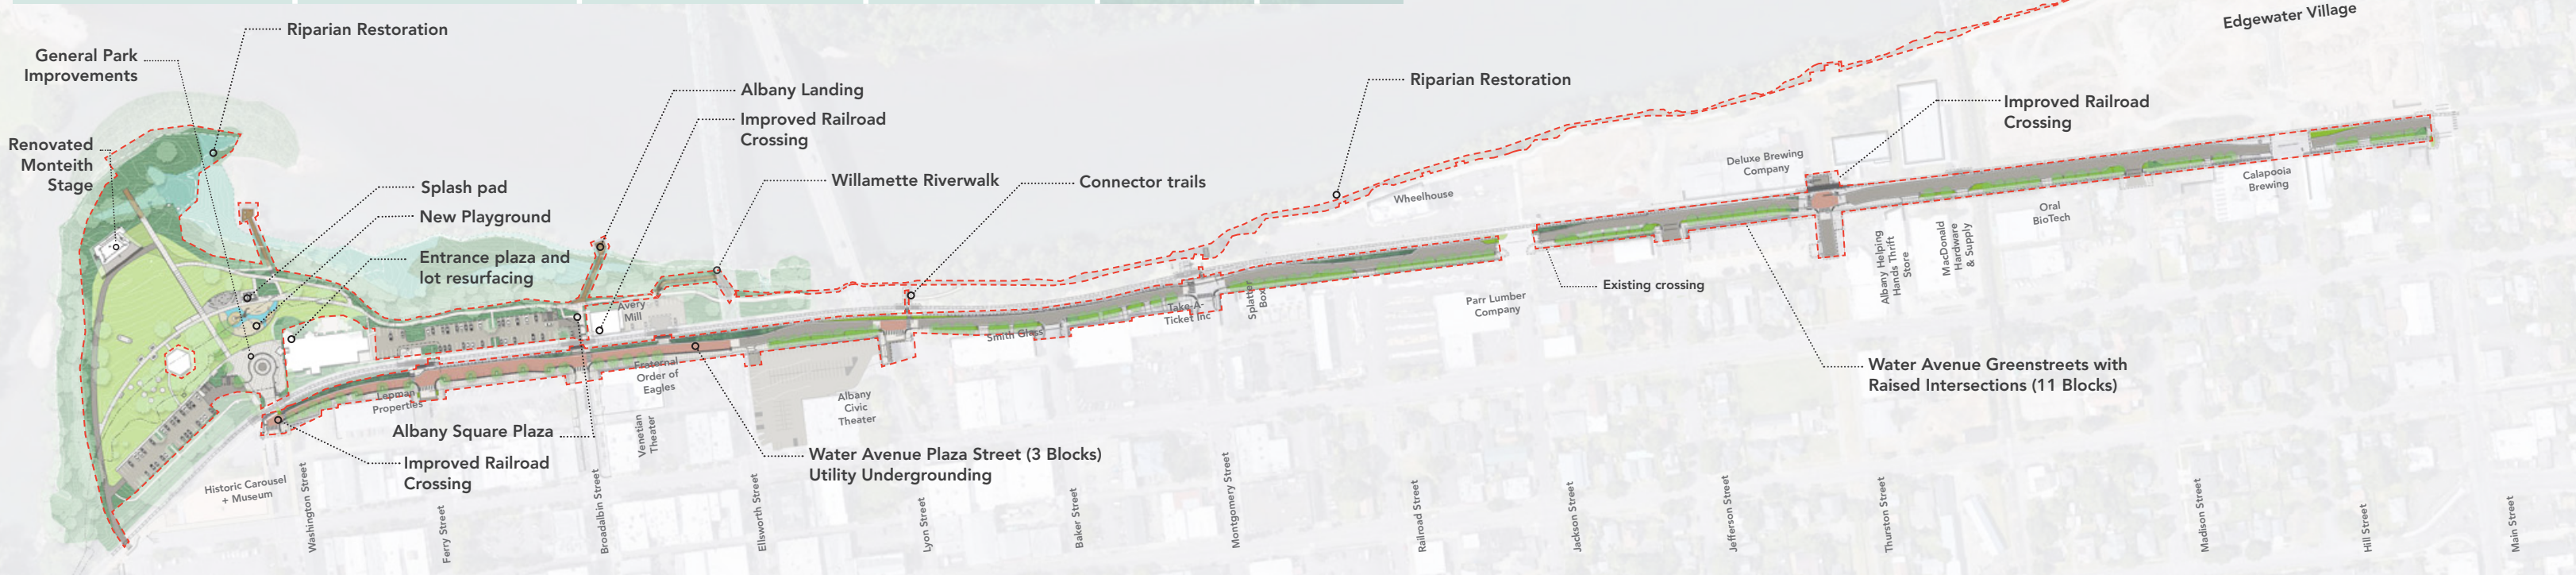 Riparian Restoration
General Park
Improvements
Renovated
Monteith
Stage
Splash pad
New Playground
Entrance plaza and
lot resurfacing
Albany Landing
Improved Railroad
Crossing
Willamette Riverwalk
Connector trails
Riparian Restoration
Improved Railroad
Crossing
Edgewater Village
Wheelhouse
Deluxe Brewing
Company
Calapooia
Brewing
Oral
BioTech
MacDonald
Hardware
& Supply
Albany Helping
Hands Thrift
Store
Existing crossing
Parr Lumber
Company
Splatter
Box
Take-A-
Ticket Inc
Smith Glass
Avery
Mill
Fraternal
Order of
Eagles
Albany
Civic
Theater
Venetian
Theater
Lepman
Properties
Albany Square Plaza
Improved Railroad
Crossing
Historic Carousel
+ Museum
Water Avenue Plaza Street (3 Blocks)
Utility Undergrounding
Water Avenue Greenstreets with
Raised Intersections (11 Blocks)
Washington Street
Ferry Street
Broadalbin Street
Ellsworth Street
Lyon Street
Baker Street
Montgomery Street
Railroad Street
Jackson Street
Jefferson Street
Thurston Street
Madison Street
Hill Street
Main Street